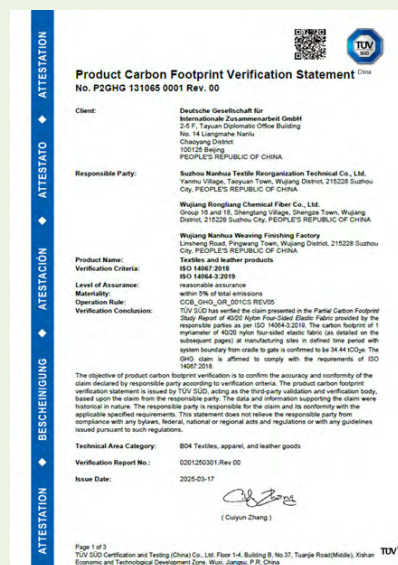 TÜV
SÜD
China
Product Carbon Footprint Verification Statement
No. P2GHG 131065 0001 Rev. 00
Client: Deutsche Gesellschaft für
Internationale Zusammenarbeit GmbH
2-5 F, Tayuan Diplomatic Office Building
No. 14 Liangmahe Nanlu
Chaoyang District
100125 Beijing
PEOPLE'S REPUBLIC OF CHINA
Responsible Party: Suzhou Nanhua Textile Reorganization Technical Co., Ltd.
Yanmu Village, Taoyuan Town, Wujiang District, 215228 Suzhou
City, PEOPLE'S REPUBLIC OF CHINA
Wujiang Rongliang Chemical Fiber Co., Ltd.
Group 16 and 18, Shengtang Village, Shengze Town, Wujiang
District, 215228 Suzhou City, PEOPLE'S REPUBLIC OF CHINA
Wujiang Nanhua Weaving Finishing Factory
Linsheng Road, Pingwang Town, Wujiang District, 215228 Suzhou
City, PEOPLE'S REPUBLIC OF CHINA
Product Name: Textiles and leather products
Verification Criteria: ISO 14067:2018
ISO 14064-3:2019
Level of Assurance: reasonable assurance
Materiality: within 5% of total emissions
Operation Rule: CCB_GHG_GR_001CS REV05
Verification Conclusion: TÜV SÜD has verified the claim presented in the Partial Carbon Footprint
Study Report of 40/20 Nylon Four-Sided Elastic Fabric provided by the
responsible parties as per ISO 14064-3:2019. The carbon footprint of 1
myriameter of 40/20 nylon four-sided elastic fabric (as detailed on the
subsequent pages) at manufacturing sites in defined time period with
system boundary from cradle to gate is confirmed to be 34.44 tCO₂e. The
GHG claim is affirmed to comply with the requirements of ISO
14067:2018.
The objective of product carbon footprint verification is to confirm the accuracy and conformity of the
claim declared by responsible party according to verification criteria. The product carbon footprint
verification statement is issued by TÜV SÜD, acting as the third-party validation and verification body,
based upon the claim from the responsible party. The data and information supporting the claim were
historical in nature. The responsible party is responsible for the claim and its conformity with the
applicable specified requirements. This statement does not relieve the responsible party from
compliance with any bylaws, federal, national or regional acts and regulations or with any guidelines
issued pursuant to such regulations.
Technical Area Category: B04 Textiles, apparel, and leather goods
Verification Report No.: 0201250301.Rev 00
Issue Date: 2025-03-17
( Cuiyun Zhang )
Page 1 of 3
TÜV SÜD Certification and Testing (China) Co., Ltd. Floor 1-4, Building B, No.37, Tuanjie Road(Middle), Xishan
Economic and Technological Development Zone, Wuxi, Jiangsu, P.R. China
TÜV
ATTESTATION ◆ BESCHEINIGUNG ◆ ATESTACIÓN ◆ ATTESTATO ◆ ATTESTATION